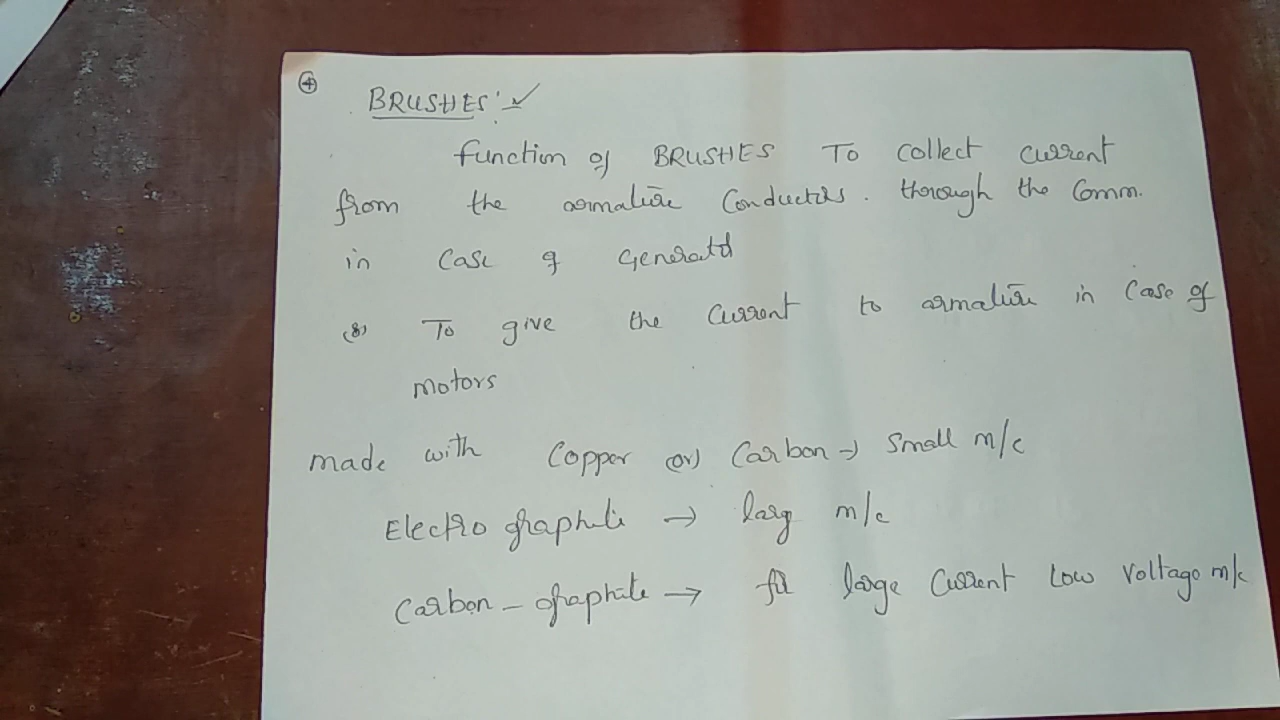 ④
BRUSHES:
function of BRUSHES To collect current
from the armature Conductors. through the Comm.
in case of Generator
(or) To give the current to armature in case of
motors
made with Copper (or) Carbon → small m/c
Electro graphite → larg m/c
Carbon - graphite → for large current low voltage m/c